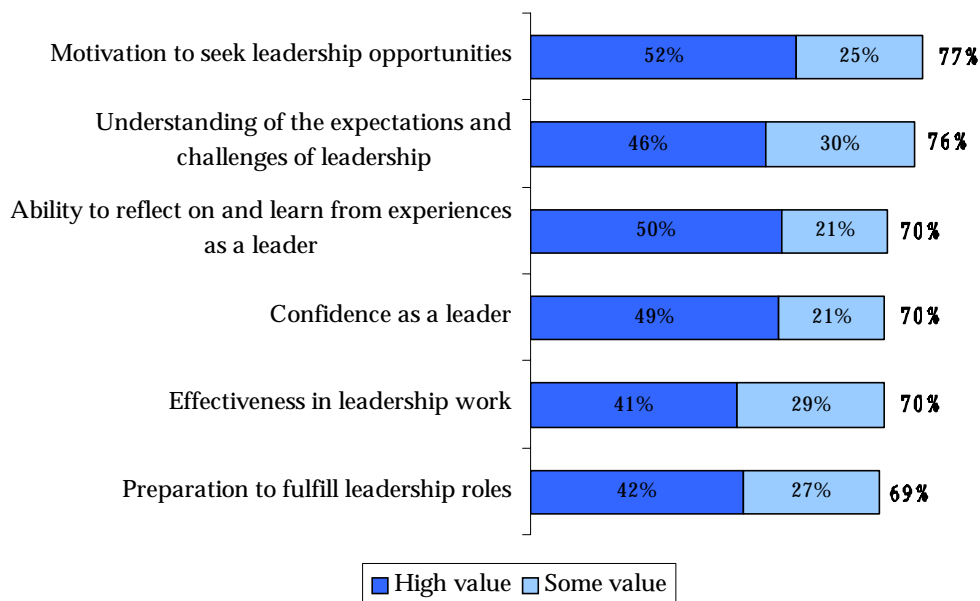 Motivation to seek leadership opportunities 52% 25% 77%
Understanding of the expectations and
challenges of leadership 46% 30% 76%
Ability to reflect on and learn from experiences
as a leader 50% 21% 70%
Confidence as a leader 49% 21% 70%
Effectiveness in leadership work 41% 29% 70%
Preparation to fulfill leadership roles 42% 27% 69%
High value Some value